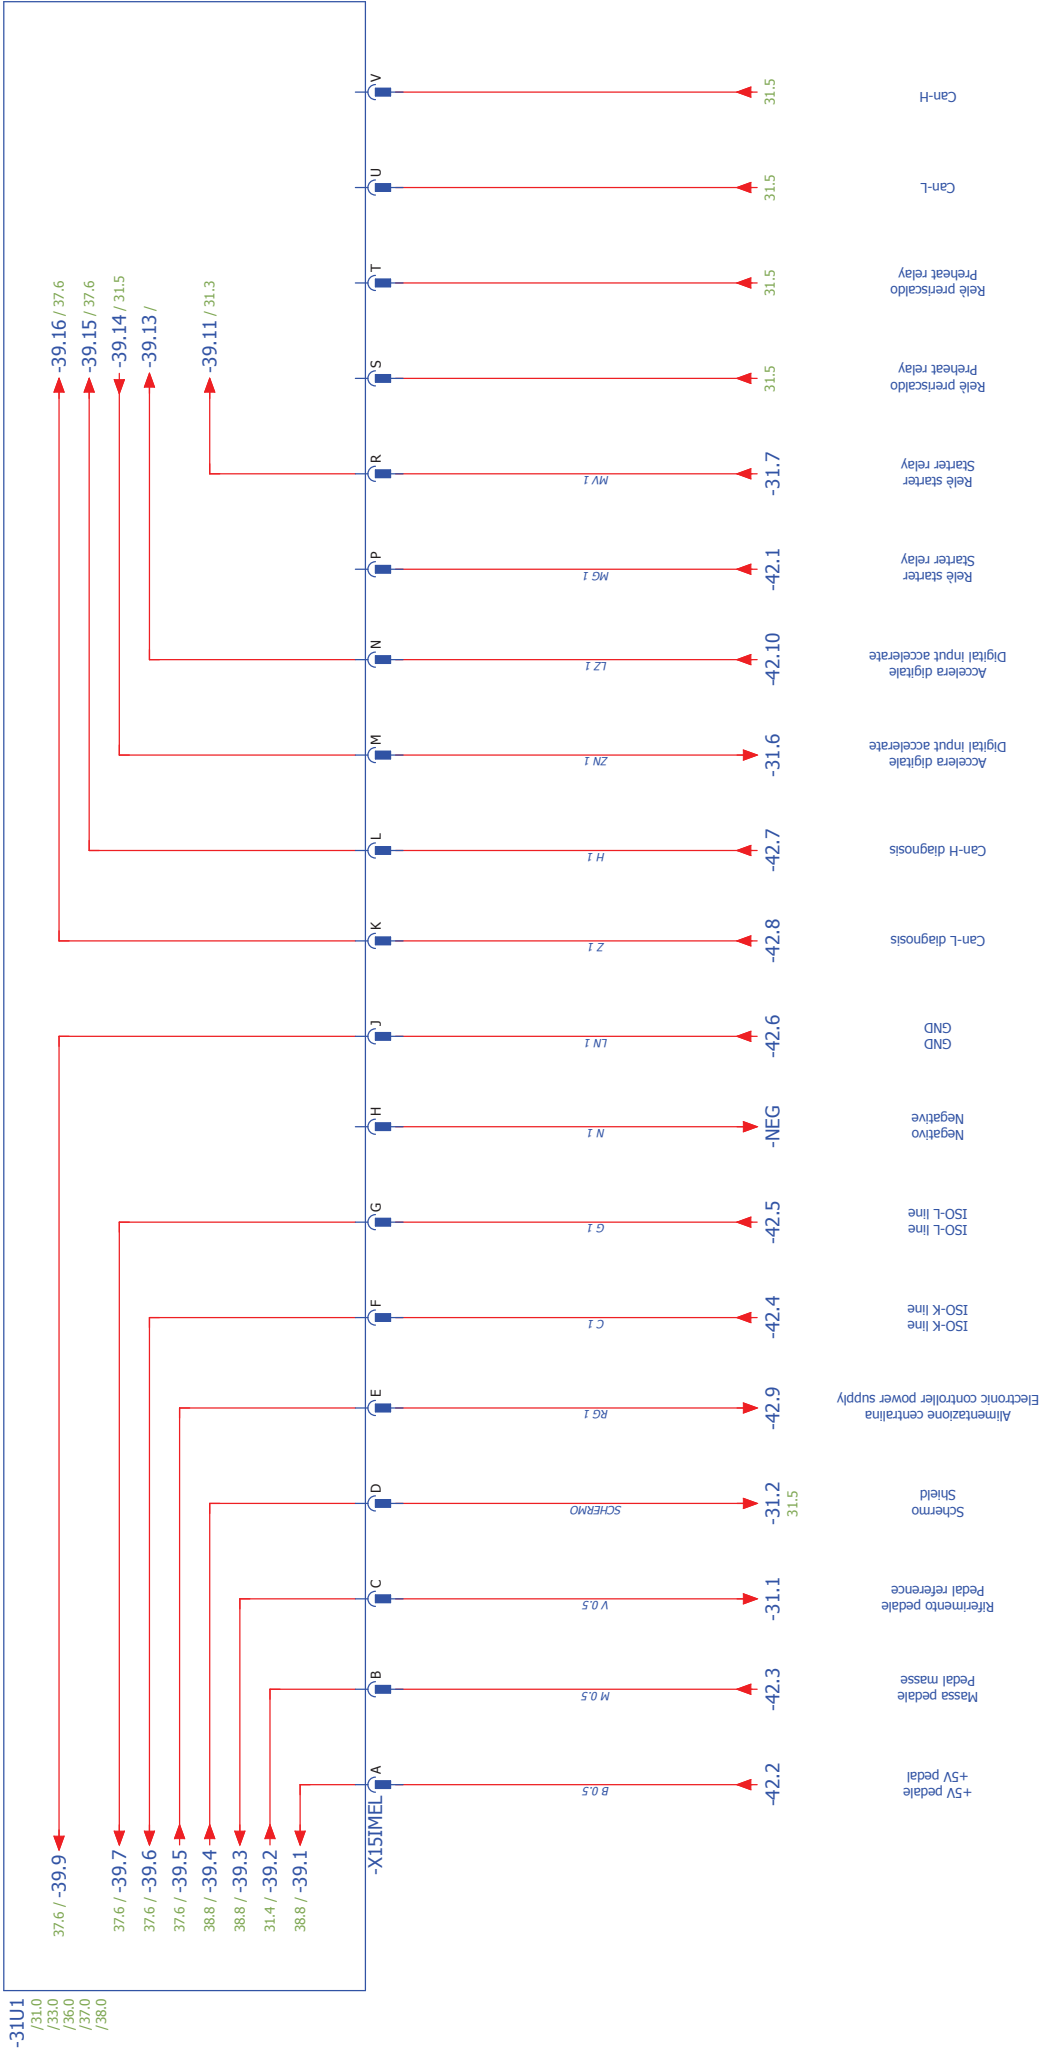 -31U1
/31.0
/33.0
/36.0
/37.0
/38.0
37.6 / -39.9
37.6 / -39.7
37.6 / -39.6
37.6 / -39.5
38.8 / -39.4
38.8 / -39.3
31.4 / -39.2
38.8 / -39.1
-39.16 / 37.6
-39.15 / 37.6
-39.14 / 31.5
-39.13 /
-39.11 / 31.3
-X15IMEL
A
B 0.5
-42.2
+5V pedale
+5V pedal
B
M 0.5
-42.3
Massa pedale
Pedal masse
C
V 0.5
-31.1
Riferimento pedale
Pedal reference
D
SCHERMO
-31.2
31.5
Schermo
Shield
E
RG 1
-42.9
Alimentazione centralina
Electronic controller power supply
F
C 1
-42.4
ISO-K line
ISO-K line
G
G 1
-42.5
ISO-L line
ISO-L line
H
N 1
-NEG
Negativo
Negative
J
LN 1
-42.6
GND
GND
K
Z 1
-42.8
Can-L diagnosis
L
H 1
-42.7
Can-H diagnosis
M
ZN 1
-31.6
Accelera digitale
Digital input accelerate
N
LZ 1
-42.10
Accelera digitale
Digital input accelerate
P
MG 1
-42.1
Relè starter
Starter relay
R
MV 1
-31.7
Relè starter
Starter relay
S
31.5
Relè preriscaldo
Preheat relay
T
31.5
Relè preriscaldo
Preheat relay
U
31.5
Can-L
V
31.5
Can-H